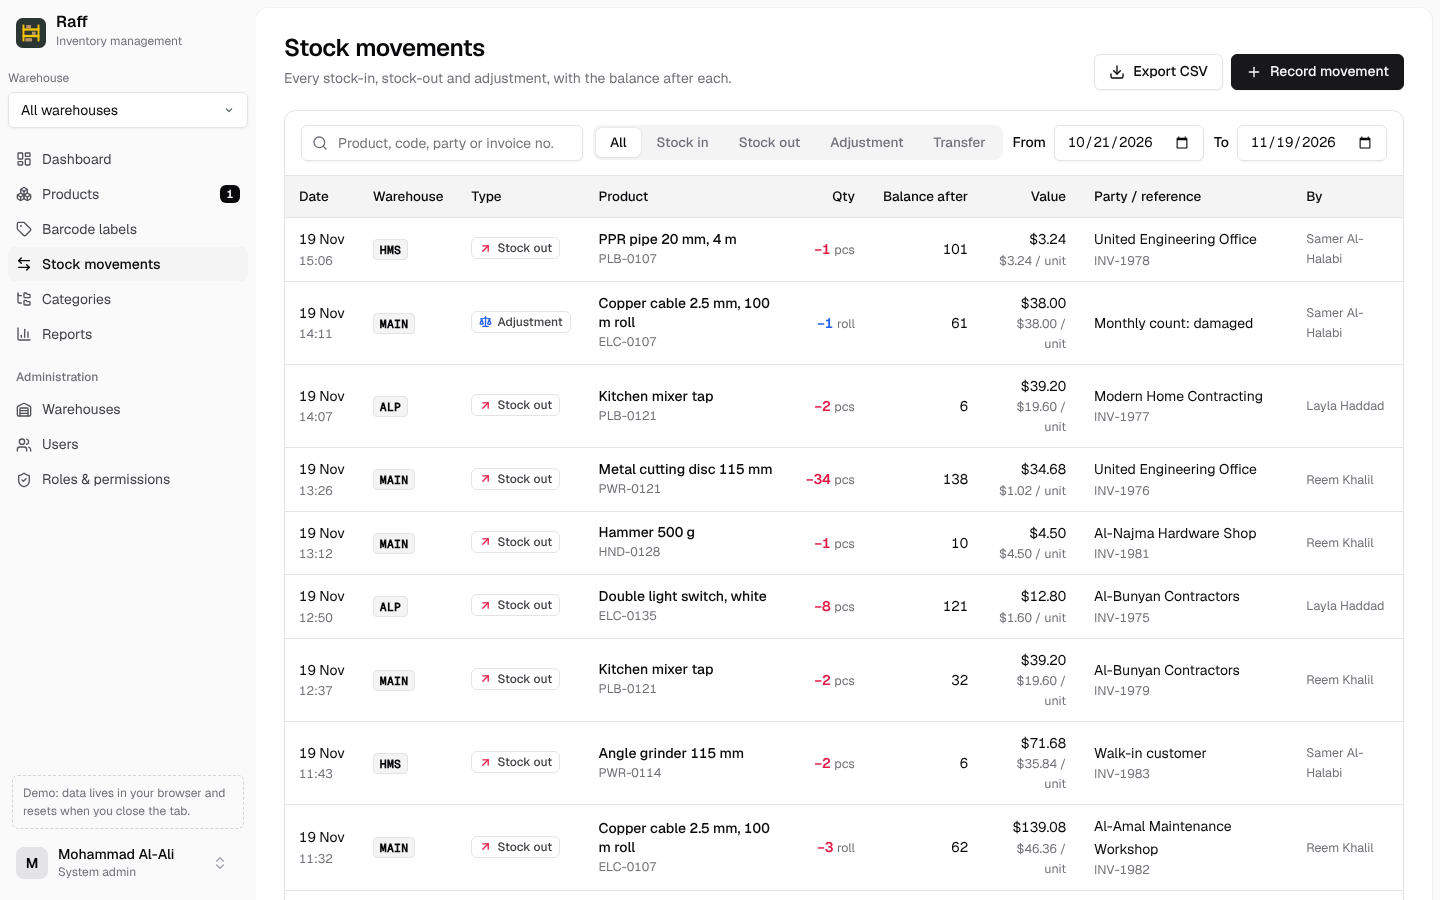 Raff
Inventory management
Warehouse
All warehouses
Dashboard
Products 1
Barcode labels
Stock movements
Categories
Reports
Administration
Warehouses
Users
Roles & permissions
Demo: data lives in your browser and
resets when you close the tab.
M
Mohammad Al-Ali
System admin
Stock movements
Every stock-in, stock-out and adjustment, with the balance after each.
Export CSV
Record movement
Product, code, party or invoice no.
All Stock in Stock out Adjustment Transfer From 10/21/2026 To 11/19/2026
Date Warehouse Type Product Qty Balance after Value Party / reference By
19 Nov
15:06
HMS
Stock out
PPR pipe 20 mm, 4 m
PLB-0107
−1 pcs
101
$3.24
$3.24 / unit
United Engineering Office
INV-1978
Samer Al-
Halabi
19 Nov
14:11
MAIN
Adjustment
Copper cable 2.5 mm, 100
m roll
ELC-0107
−1 roll
61
$38.00
$38.00 /
unit
Monthly count: damaged
Samer Al-
Halabi
19 Nov
14:07
ALP
Stock out
Kitchen mixer tap
PLB-0121
−2 pcs
6
$39.20
$19.60 /
unit
Modern Home Contracting
INV-1977
Layla Haddad
19 Nov
13:26
MAIN
Stock out
Metal cutting disc 115 mm
PWR-0121
−34 pcs
138
$34.68
$1.02 / unit
United Engineering Office
INV-1976
Reem Khalil
19 Nov
13:12
MAIN
Stock out
Hammer 500 g
HND-0128
−1 pcs
10
$4.50
$4.50 / unit
Al-Najma Hardware Shop
INV-1981
Reem Khalil
19 Nov
12:50
ALP
Stock out
Double light switch, white
ELC-0135
−8 pcs
121
$12.80
$1.60 / unit
Al-Bunyan Contractors
INV-1975
Layla Haddad
19 Nov
12:37
MAIN
Stock out
Kitchen mixer tap
PLB-0121
−2 pcs
32
$39.20
$19.60 /
unit
Al-Bunyan Contractors
INV-1979
Reem Khalil
19 Nov
11:43
HMS
Stock out
Angle grinder 115 mm
PWR-0114
−2 pcs
6
$71.68
$35.84 /
unit
Walk-in customer
INV-1983
Samer Al-
Halabi
19 Nov
11:32
MAIN
Stock out
Copper cable 2.5 mm, 100
m roll
ELC-0107
−3 roll
62
$139.08
$46.36 /
unit
Al-Amal Maintenance
Workshop
INV-1982
Reem Khalil